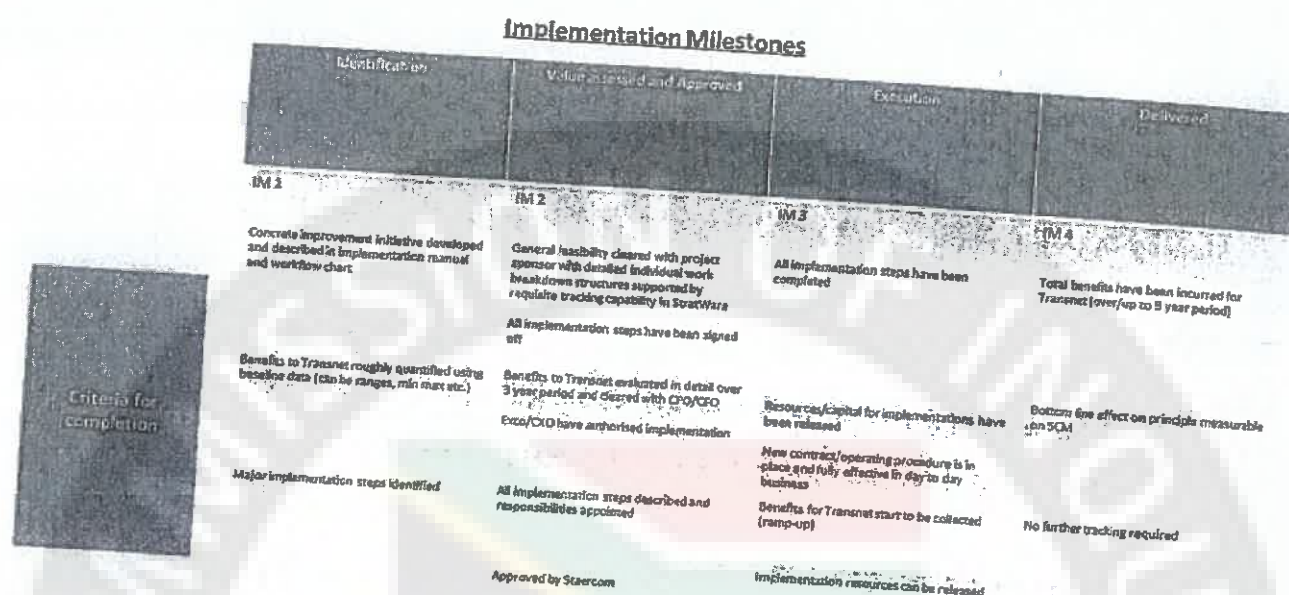 Implementation Milestones
Identification
Value assessed and Approved
Execution
Delivered
IM 1
IM 2
IM 3
IM 4
Criteria for
completion
Concrete improvement initiative developed
and described in implementation manual
and workflow chart
Benefits to Transnet roughly quantified using
baseline data (can be ranges, min max etc.)
Major implementation steps identified
General feasibility cleared with project
sponsor with detailed individual work
breakdown structures supported by
requisite tracking capability in StratWare
All implementation steps have been signed
off
Benefits to Transnet evaluated in detail over
3 year period and cleared with CPO/CFO
Exco/CXO have authorised implementation
All implementation steps described and
responsibilities appointed
Approved by Steercom
All implementation steps have been
completed
Resources/capital for implementations have
been released
New contract/operating procedure is in
place and fully effective in day to day
business
Benefits for Transnet start to be collected
(ramp-up)
Implementation resources can be released
Total benefits have been incurred for
Transnet (over/up to 3 year period)
Bottom line effect on principle measurable
on SCM
No further tracking required